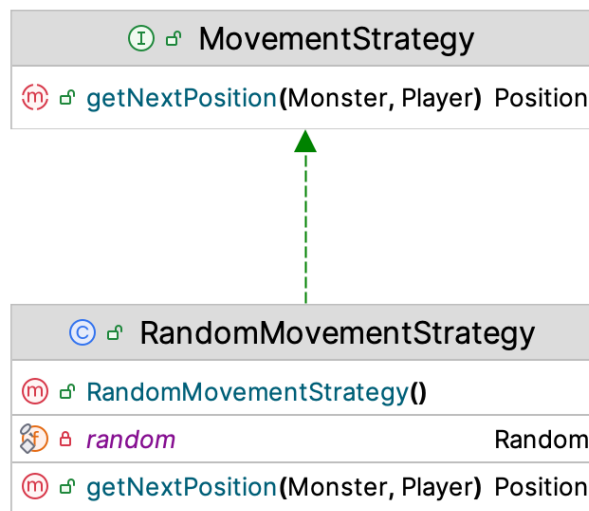 I MovementStrategy
m getNextPosition(Monster, Player) Position
C RandomMovementStrategy
m RandomMovementStrategy()
f random Random
m getNextPosition(Monster, Player) Position